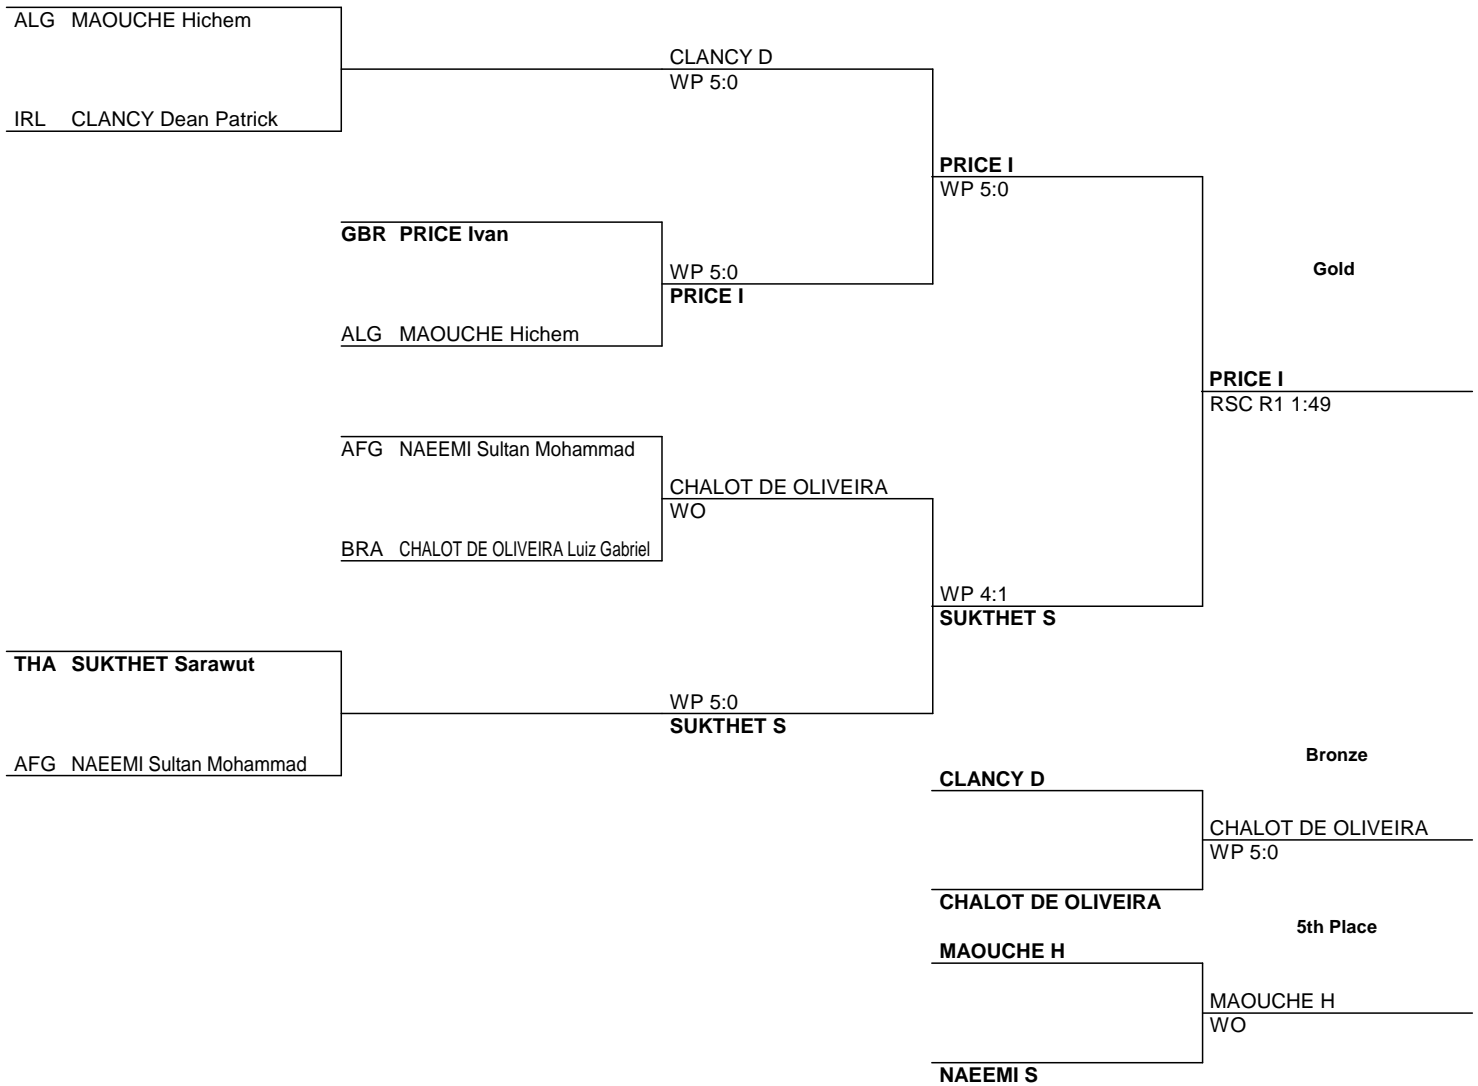 ALG MAOUCHE Hichem
CLANCY D
WP 5:0
IRL CLANCY Dean Patrick
PRICE I
WP 5:0
GBR PRICE Ivan
WP 5:0
PRICE I
Gold
ALG MAOUCHE Hichem
PRICE I
RSC R1 1:49
AFG NAEEMI Sultan Mohammad
CHALOT DE OLIVEIRA
WO
BRA CHALOT DE OLIVEIRA Luiz Gabriel
WP 4:1
SUKTHET S
THA SUKTHET Sarawut
WP 5:0
SUKTHET S
AFG NAEEMI Sultan Mohammad
Bronze
CLANCY D
CHALOT DE OLIVEIRA
WP 5:0
CHALOT DE OLIVEIRA
5th Place
MAOUCHE H
MAOUCHE H
WO
NAEEMI S